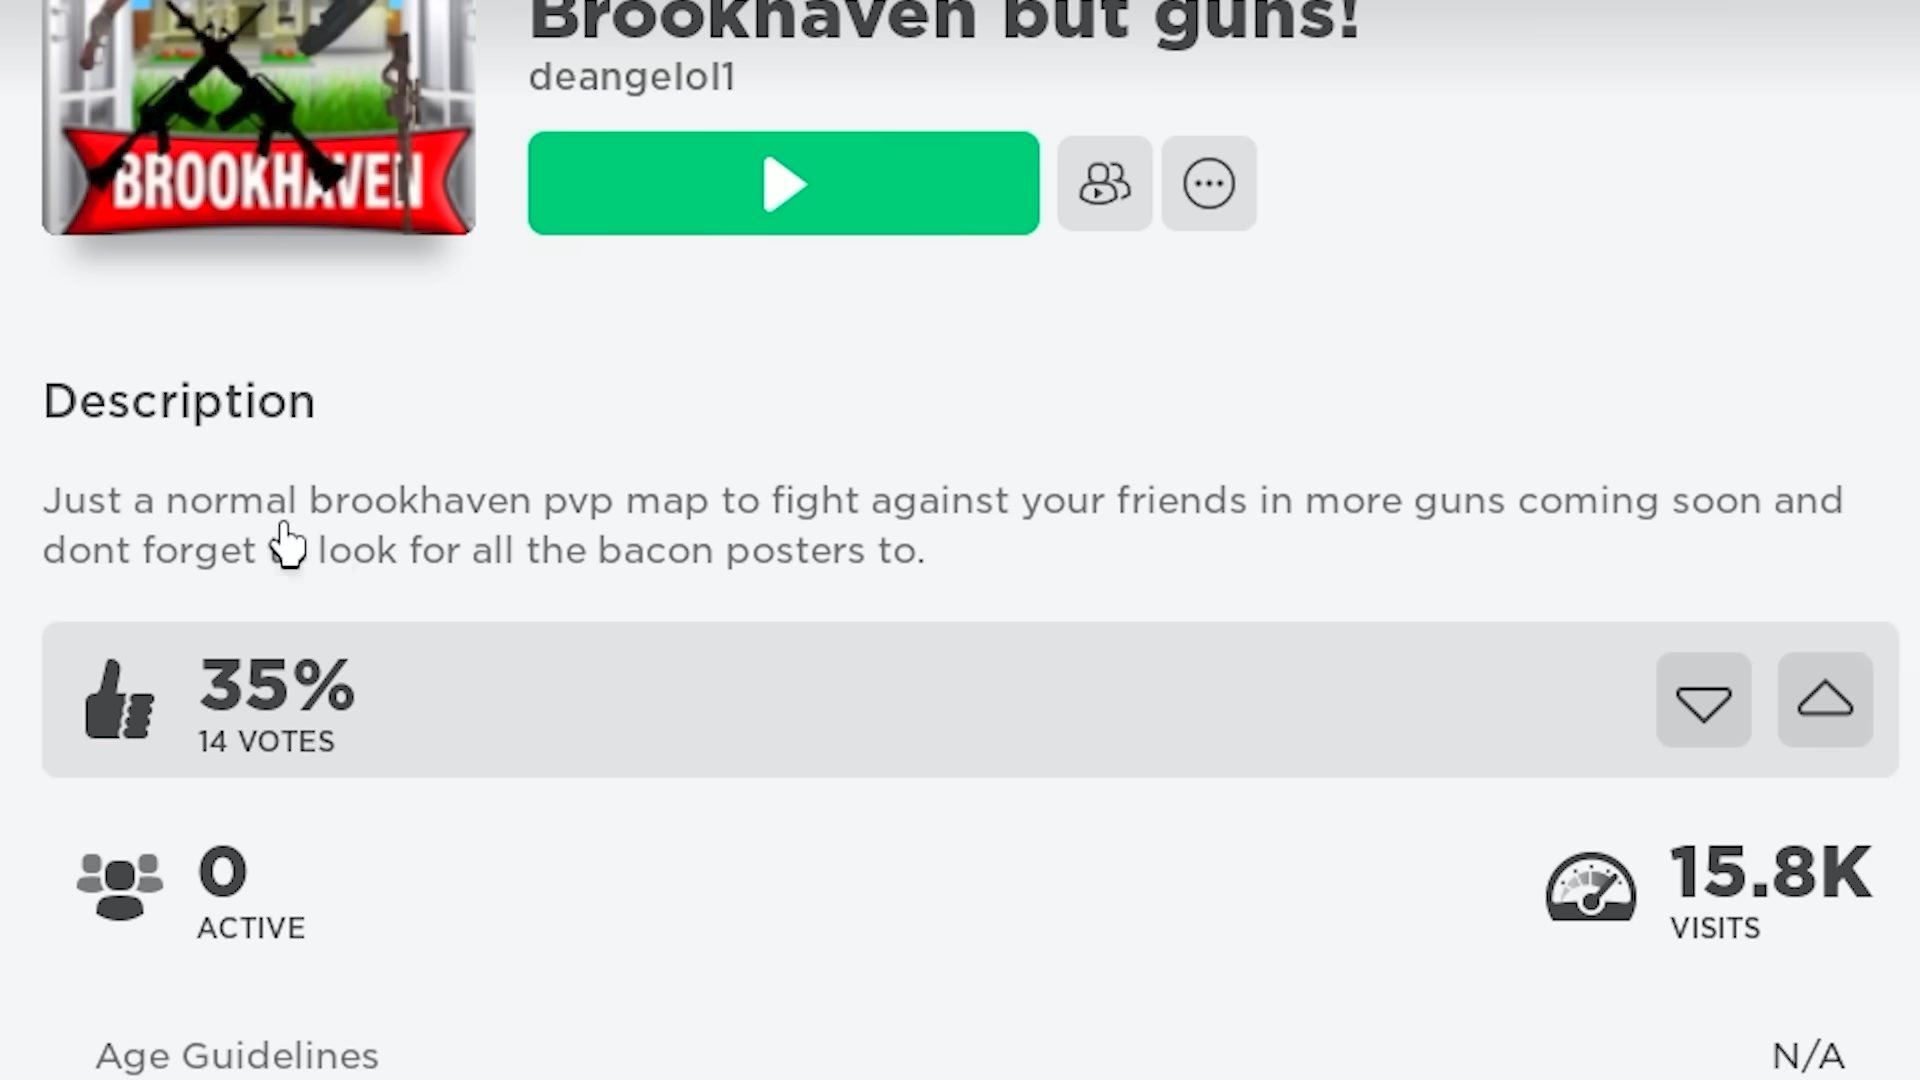 Brookhaven but guns!
deangelol1
BROOKHAVEN
Description
Just a normal brookhaven pvp map to fight against your friends in more guns coming soon and
dont forget look for all the bacon posters to.
35%
14 VOTES
0
ACTIVE
15.8K
VISITS
Age Guidelines
N/A